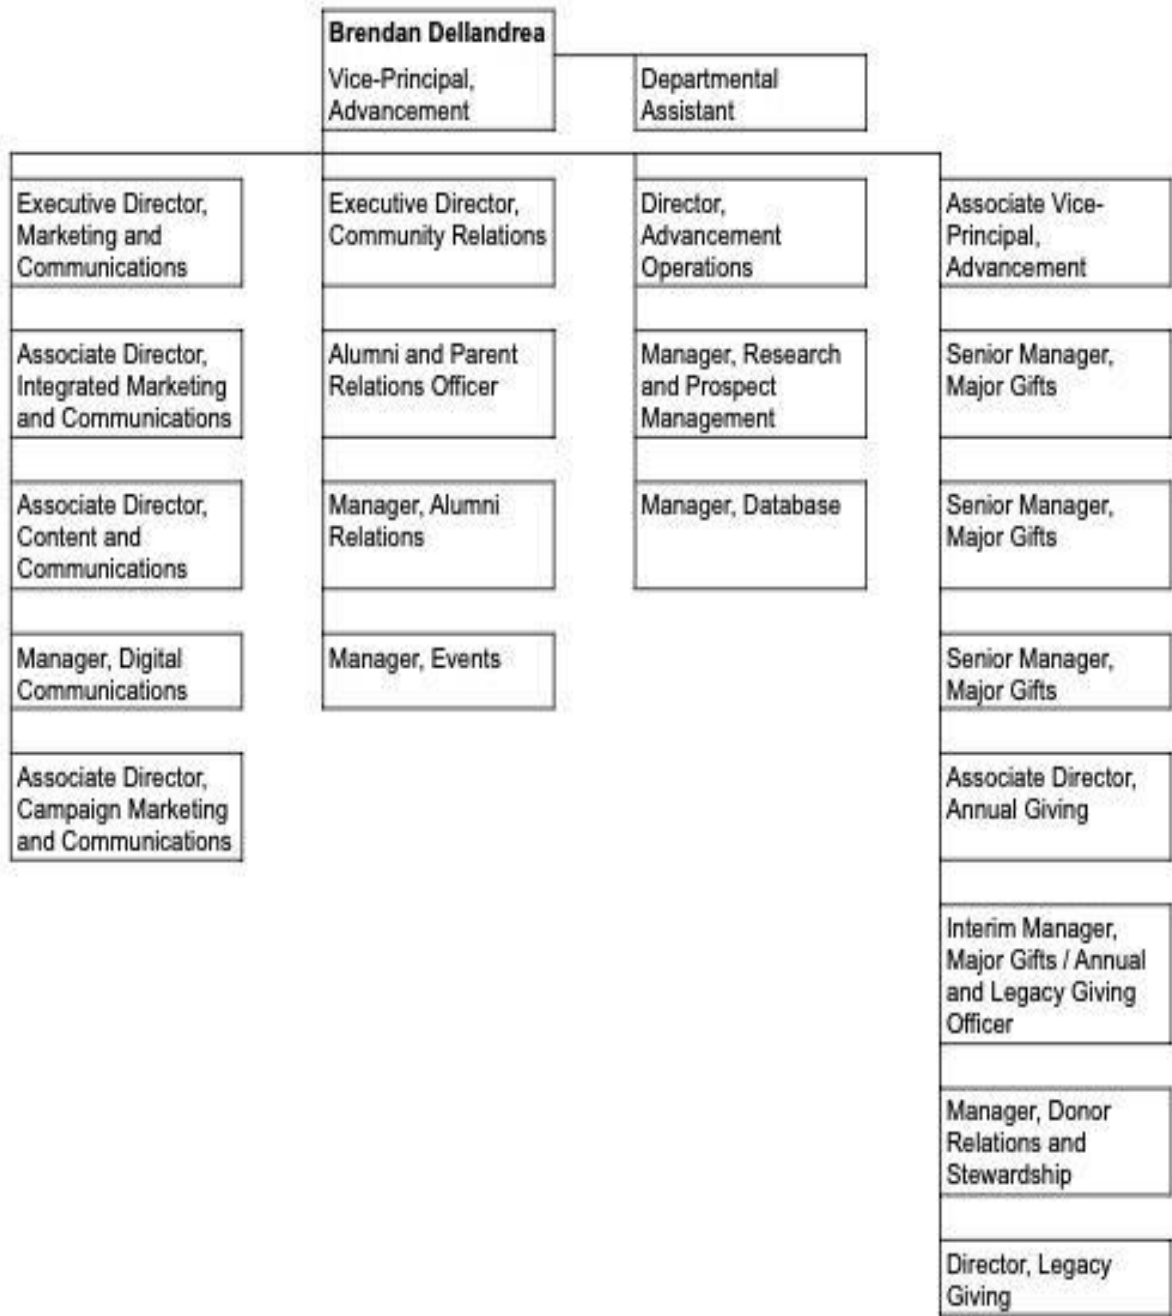 Brendan Dellandrea
Vice-Principal,
Advancement
Departmental
Assistant
Executive Director,
Marketing and
Communications
Executive Director,
Community Relations
Director,
Advancement
Operations
Associate Vice-
Principal,
Advancement
Associate Director,
Integrated Marketing
and Communications
Alumni and Parent
Relations Officer
Manager, Research
and Prospect
Management
Senior Manager,
Major Gifts
Associate Director,
Content and
Communications
Manager, Alumni
Relations
Manager, Database
Senior Manager,
Major Gifts
Manager, Digital
Communications
Manager, Events
Senior Manager,
Major Gifts
Associate Director,
Campaign Marketing
and Communications
Associate Director,
Annual Giving
Interim Manager,
Major Gifts / Annual
and Legacy Giving
Officer
Manager, Donor
Relations and
Stewardship
Director, Legacy
Giving